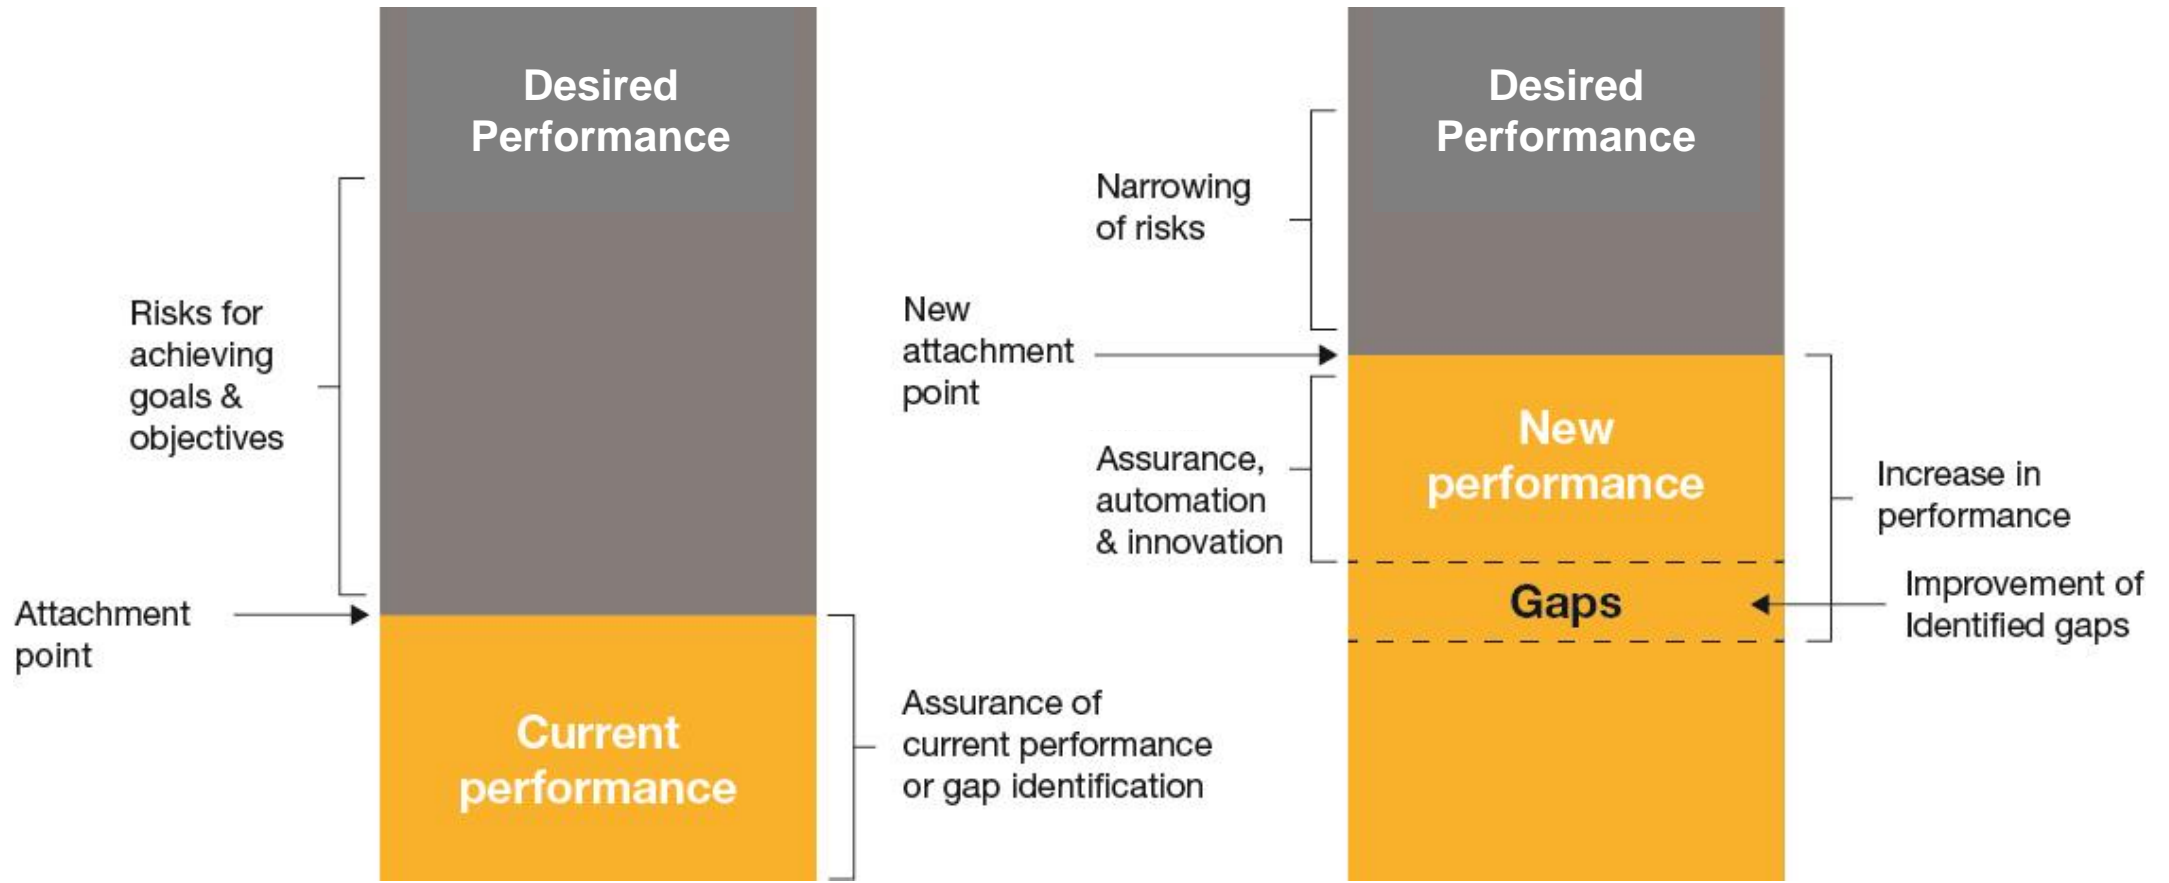 Desired
Performance
Risks for
achieving
goals &
objectives
Attachment
point
Current
performance
Assurance of
current performance
or gap identification
Desired
Performance
Narrowing
of risks
New
attachment
point
Assurance,
automation
& innovation
New
performance
Gaps
Increase in
performance
Improvement of
Identified gaps